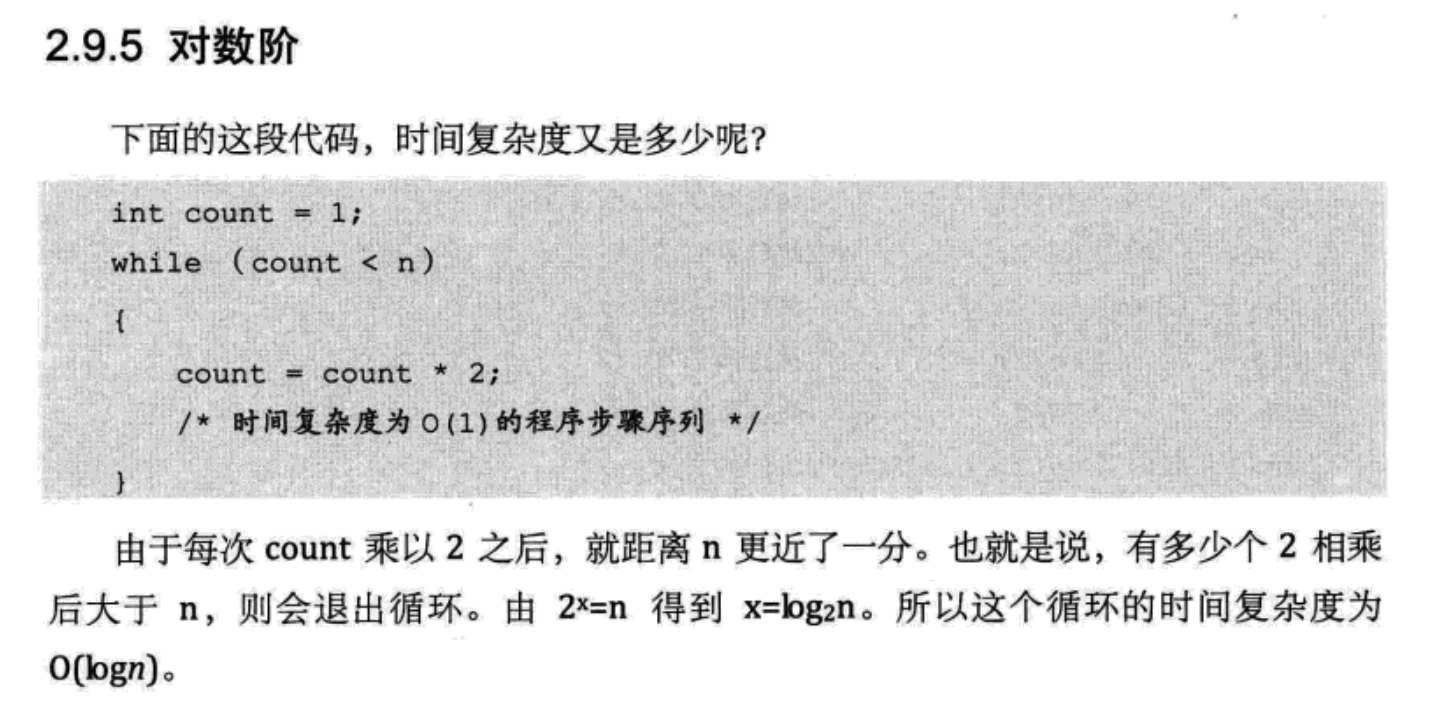 2.9.5 对数阶
下面的这段代码，时间复杂度又是多少呢？
int count = 1;
while (count < n)
{
count = count * 2;
/* 时间复杂度为O(1)的程序步骤序列 */
}
由于每次 count 乘以 2 之后，就距离 n 更近了一分。也就是说，有多少个 2 相乘
后大于 n，则会退出循环。由 2ˣ=n 得到 x=log₂n。所以这个循环的时间复杂度为
O(logn)。